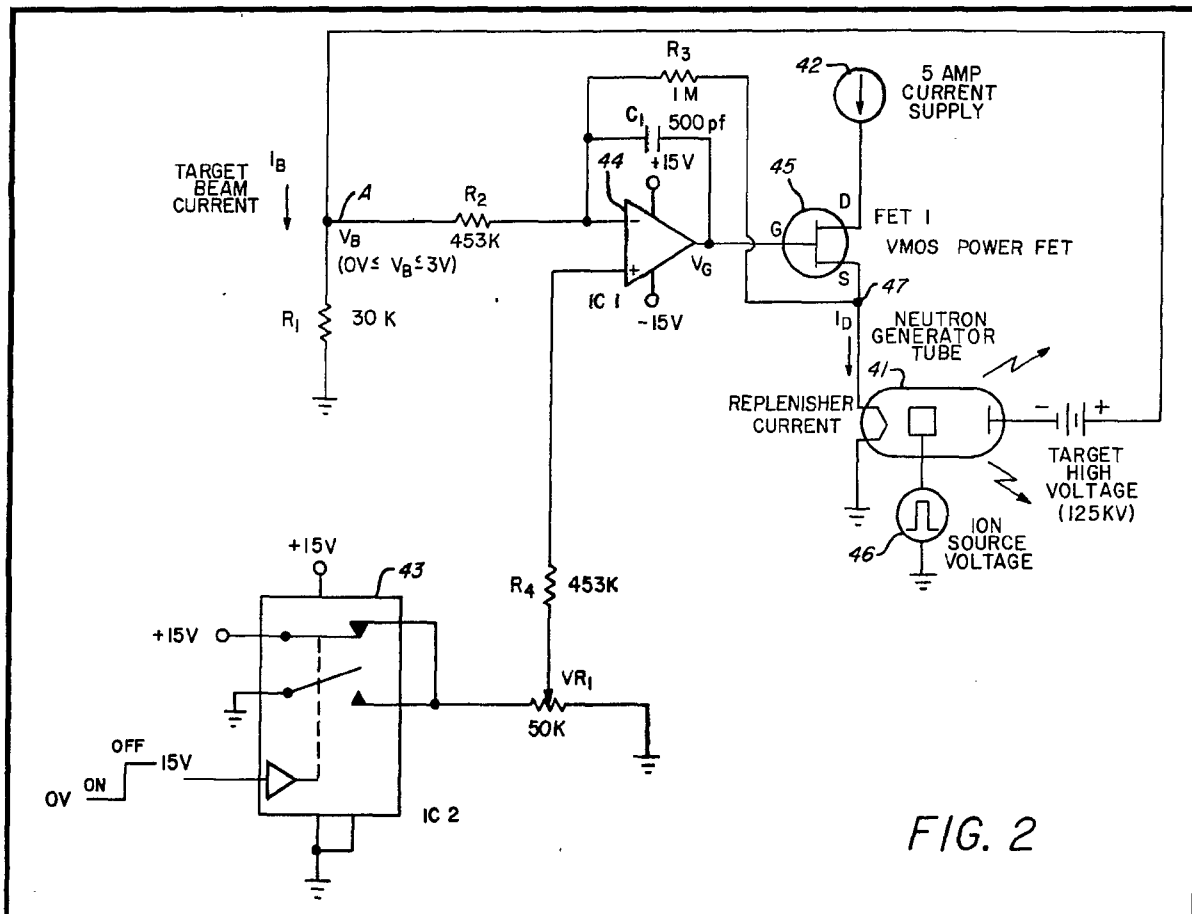 R3
1 M
C1
500 pf
+15V
44
42
5 AMP
CURRENT
SUPPLY
TARGET
BEAM
CURRENT
IB
A
VB
(0V ≤ VB ≤ 3V)
R2
453K
−
+
IC 1
VG
−15V
45
G
D
S
FET 1
VMOS POWER FET
47
R1
30 K
ID
NEUTRON
GENERATOR
TUBE
41
REPLENISHER
CURRENT
−
+
TARGET
HIGH
VOLTAGE
(125KV)
46
ION
SOURCE
VOLTAGE
R4
453K
+15V
43
+15V
VR1
50K
OFF
15V
ON
0V
IC 2
FIG. 2